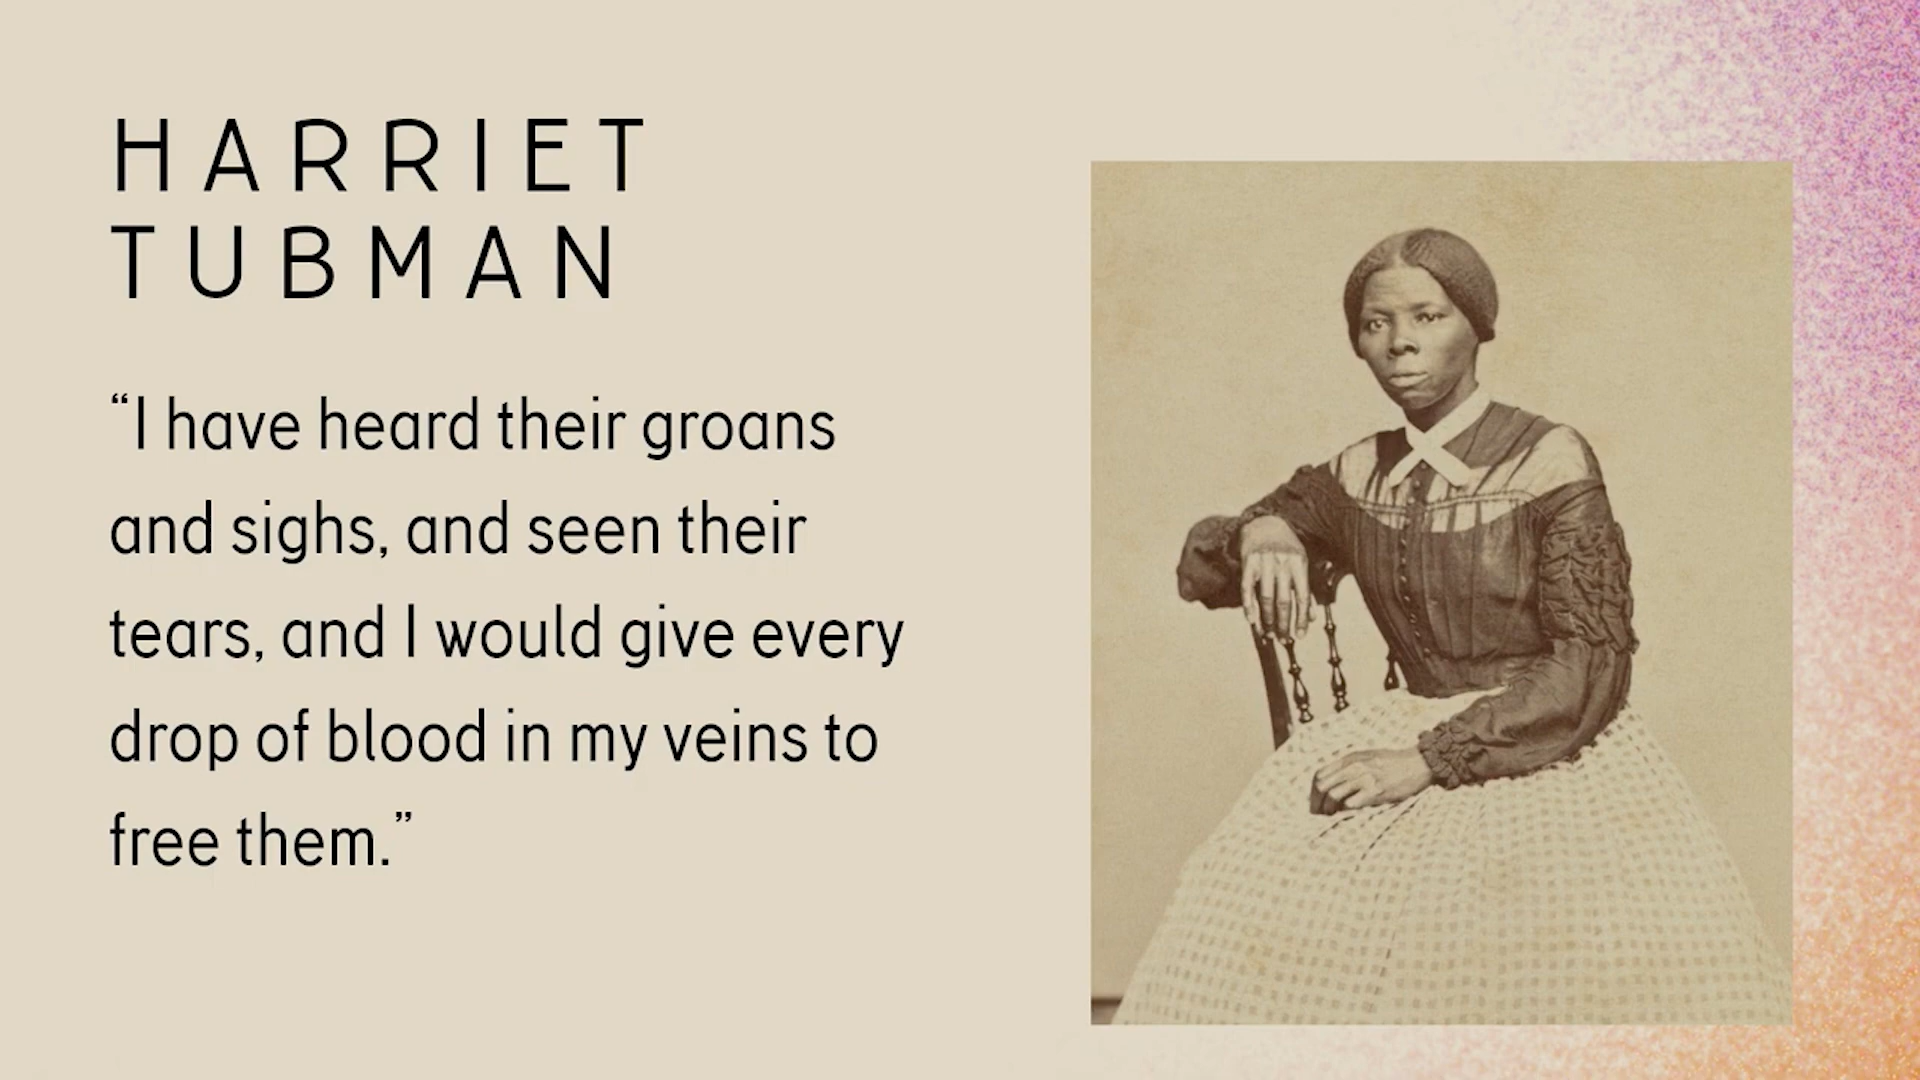 HARRIET
TUBMAN
“I have heard their groans
and sighs, and seen their
tears, and I would give every
drop of blood in my veins to
free them.”